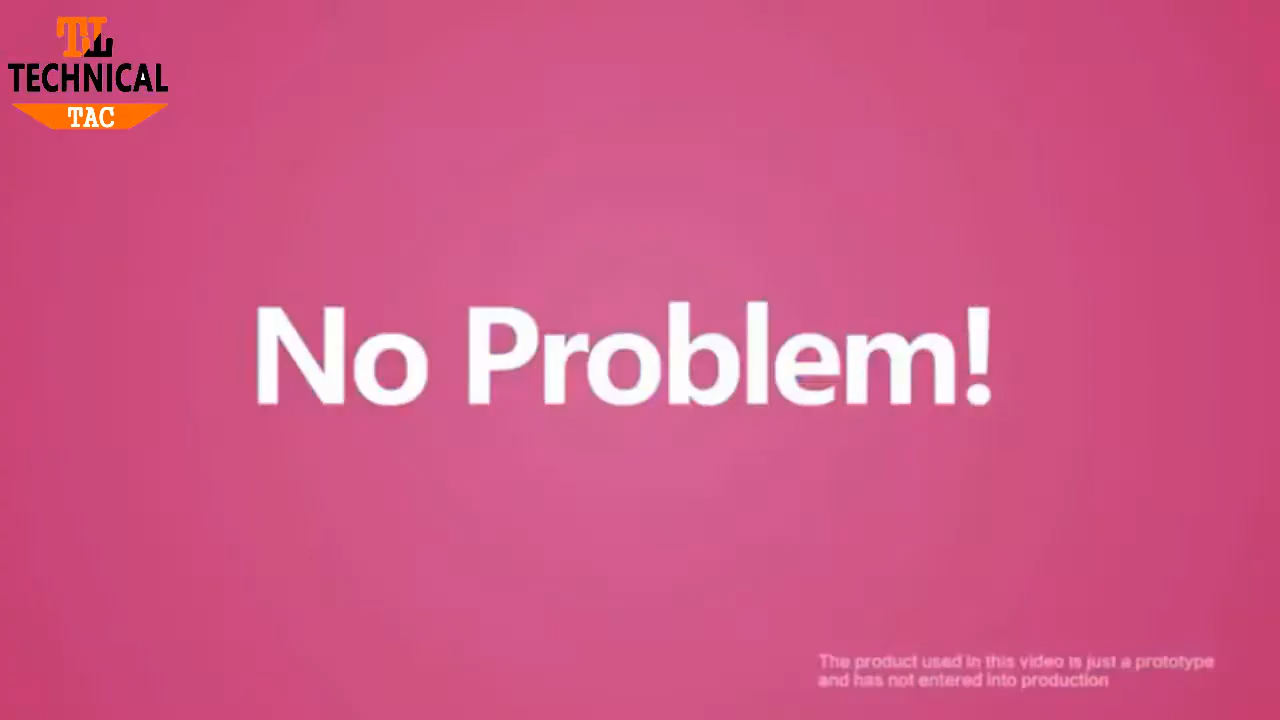 TL
TECHNICAL
TAC
No Problem!
The product used in this video is just a prototype
and has not entered into production